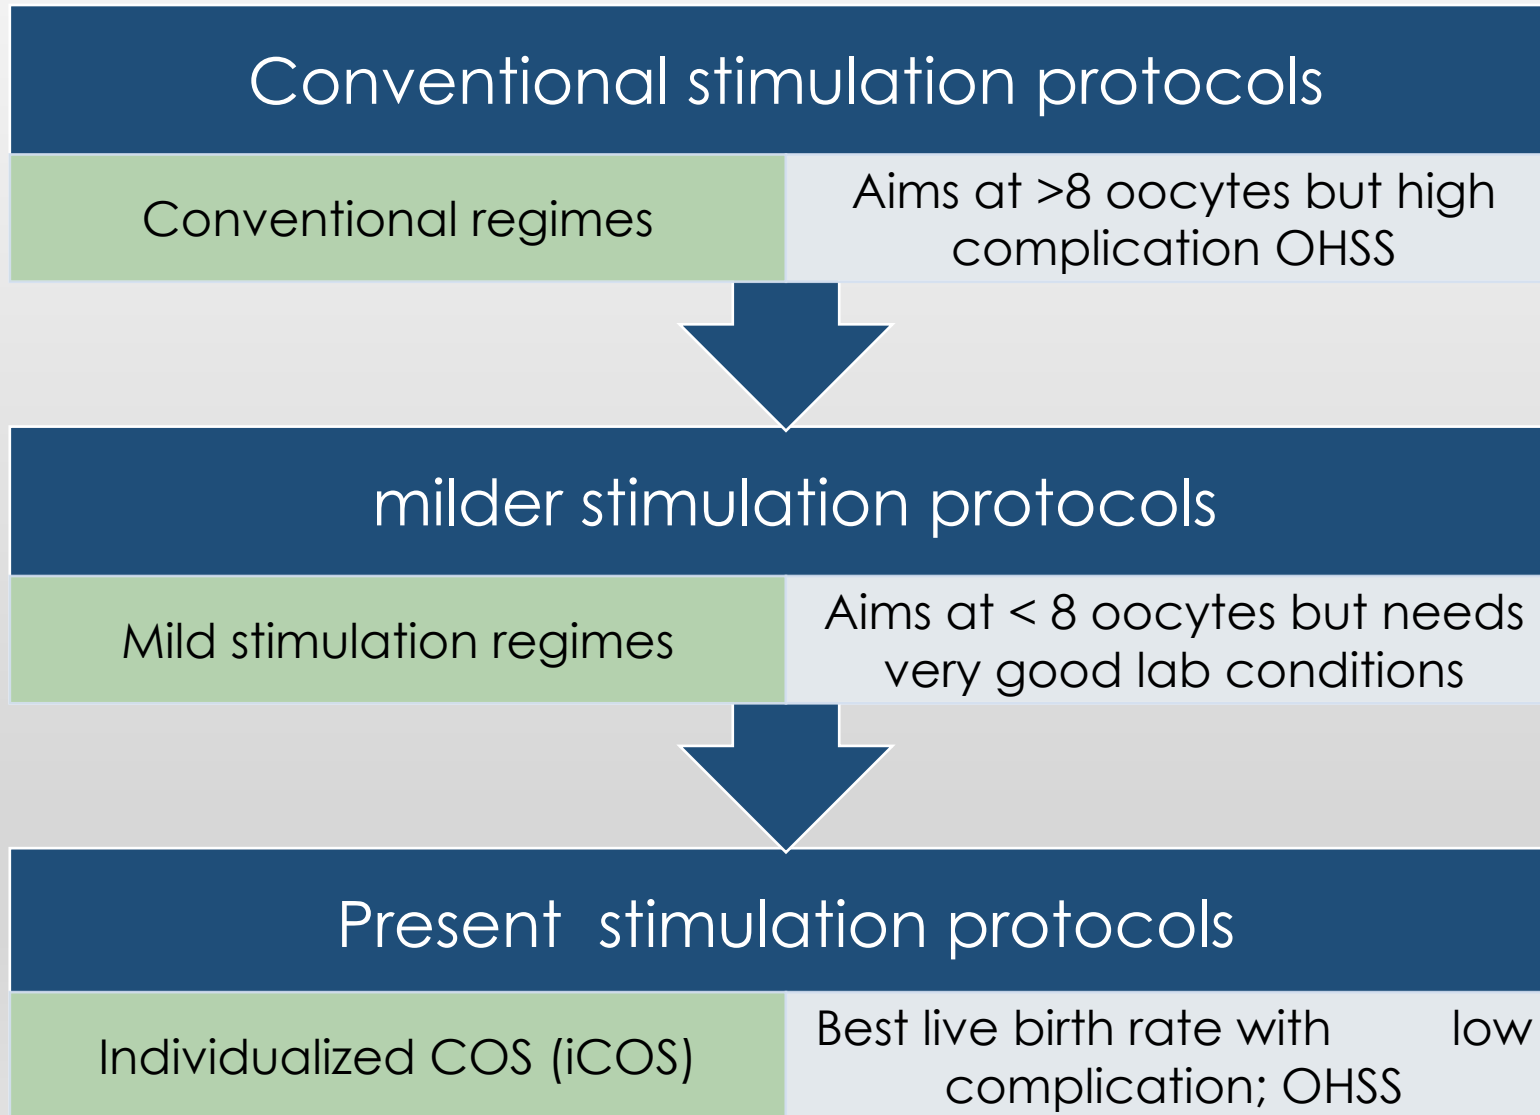 Conventional stimulation protocols
Conventional regimes
Aims at >8 oocytes but high
complication OHSS
milder stimulation protocols
Mild stimulation regimes
Aims at < 8 oocytes but needs
very good lab conditions
Present  stimulation protocols
Individualized COS (iCOS)
Best live birth rate with        low
complication; OHSS